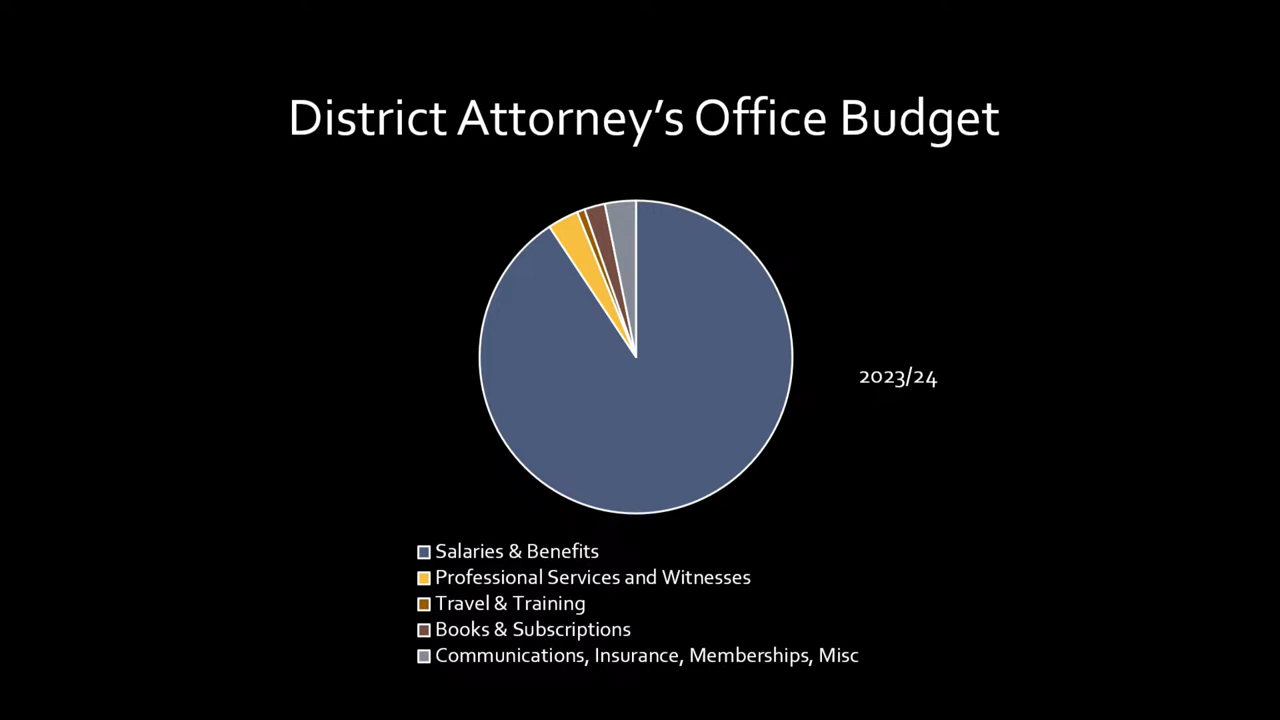 District Attorney’s Office Budget
2023/24
Salaries & Benefits
Professional Services and Witnesses
Travel & Training
Books & Subscriptions
Communications, Insurance, Memberships, Misc